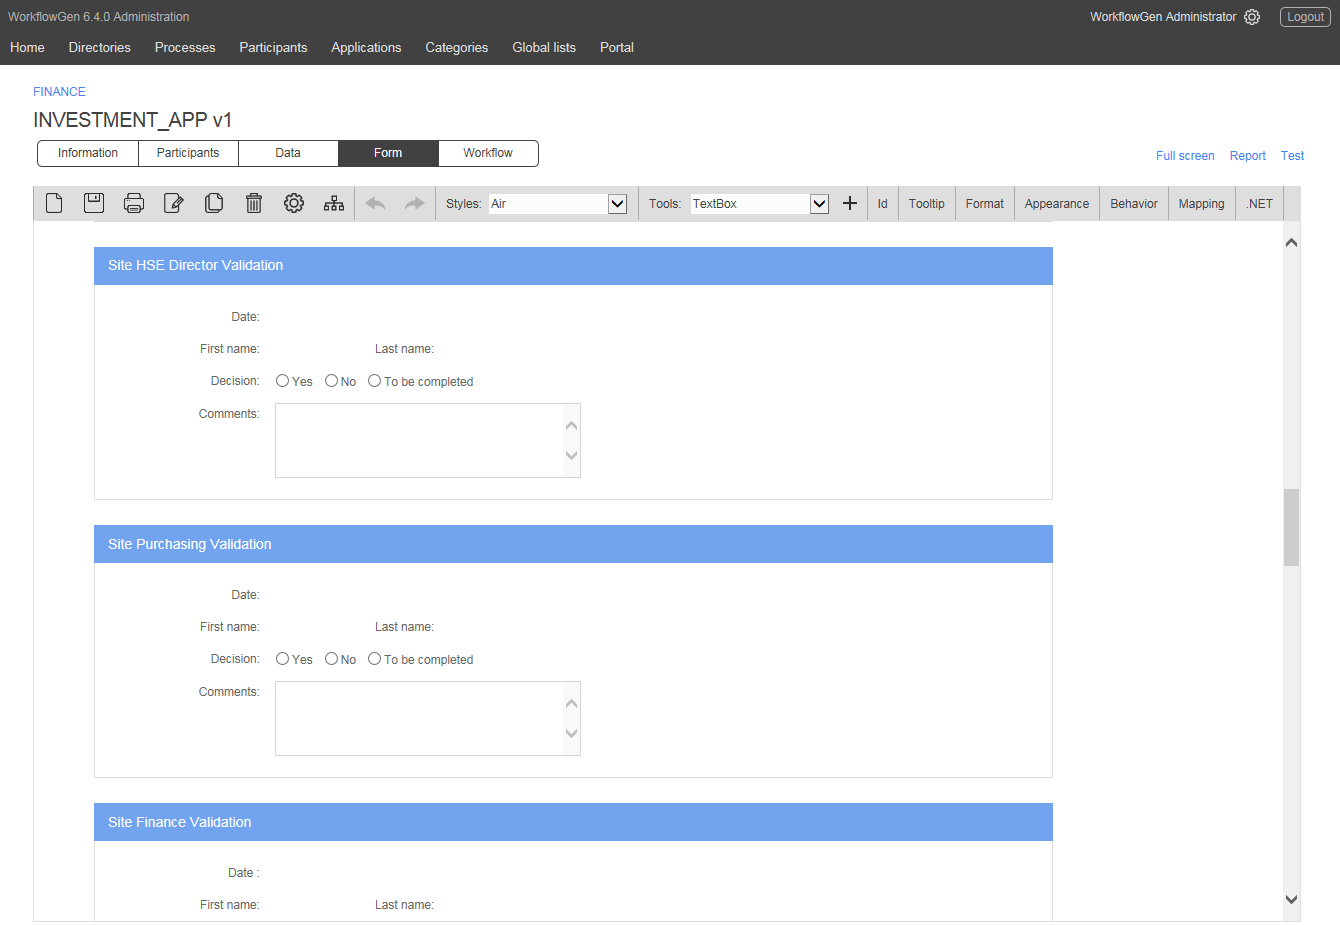 WorkflowGen 6.4.0 Administration
WorkflowGen Administrator Logout
Home Directories Processes Participants Applications Categories Global lists Portal
FINANCE
INVESTMENT_APP v1
Information Participants Data Form Workflow
Full screen Report Test
Styles: Air Tools: TextBox Id Tooltip Format Appearance Behavior Mapping .NET
Site HSE Director Validation
Date:
First name: Last name:
Decision: Yes No To be completed
Comments:
Site Purchasing Validation
Date:
First name: Last name:
Decision: Yes No To be completed
Comments:
Site Finance Validation
Date :
First name: Last name: